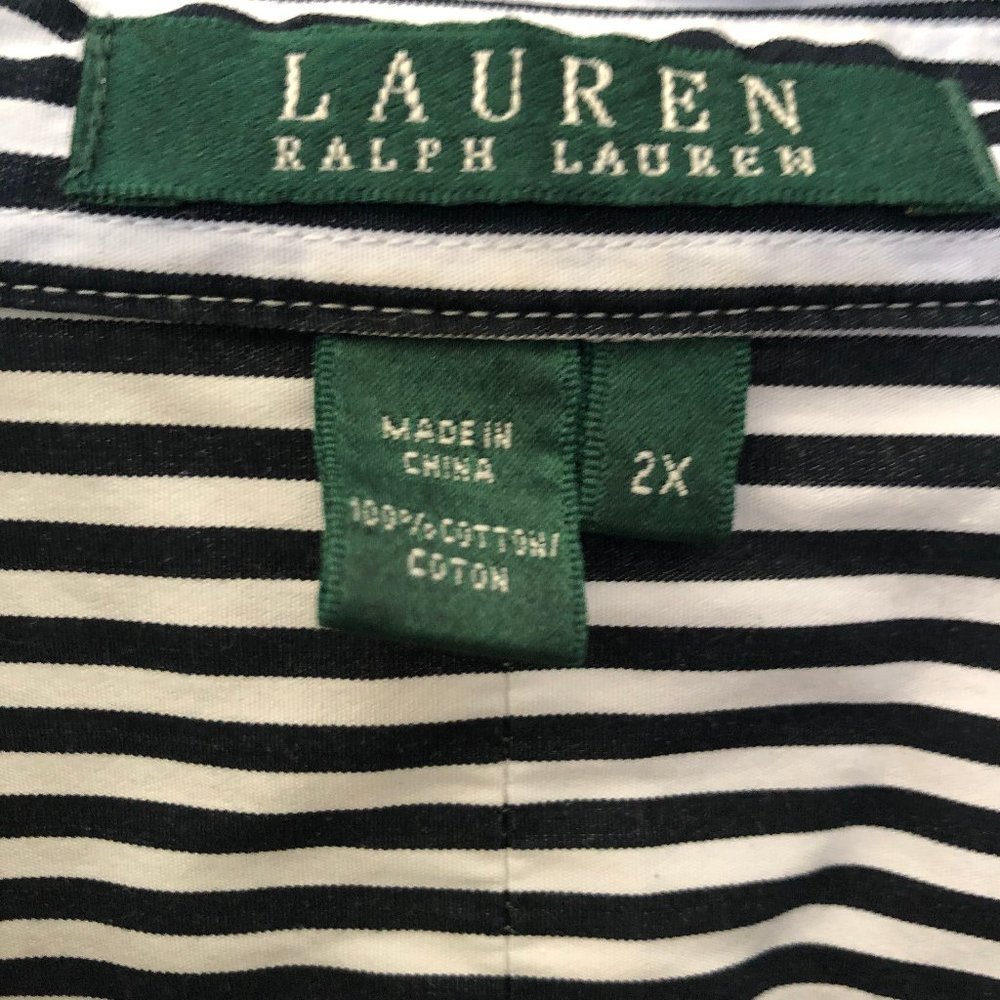 LAUREN
RALPH LAUREN
MADE IN
CHINA
100% COTTON/
COTON
2X